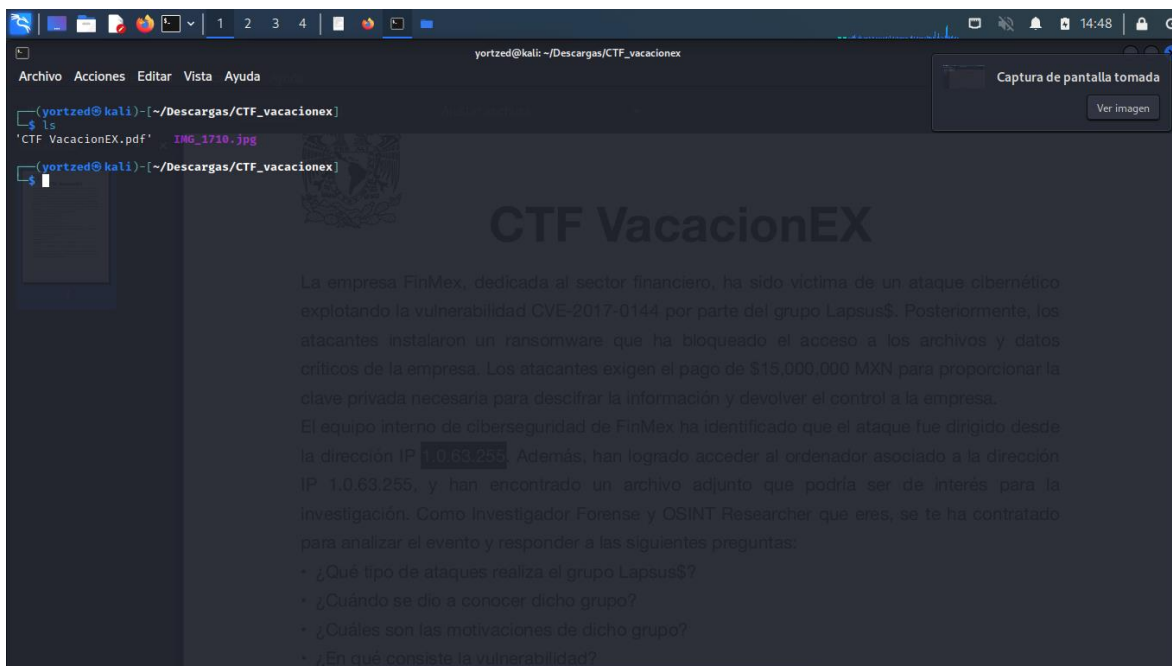 1 2 3 4 14:48
yortzed@kali: ~/Descargas/CTF_vacacionex
Archivo Acciones Editar Vista Ayuda
Captura de pantalla tomada
Ver imagen
(yortzed㉿kali)-[~/Descargas/CTF_vacacionex]
$ ls
'CTF VacacionEX.pdf' IMG_1710.jpg
(yortzed㉿kali)-[~/Descargas/CTF_vacacionex]
$
CTF VacacionEX
La empresa FinMex, dedicada al sector financiero, ha sido víctima de un ataque cibernético
explotando la vulnerabilidad CVE-2017-0144 por parte del grupo Lapsus$. Posteriormente, los
atacantes instalaron un ransomware que ha bloqueado el acceso a los archivos y datos
críticos de la empresa. Los atacantes exigen el pago de $15,000,000 MXN para proporcionar la
clave privada necesaria para descifrar la información y devolver el control a la empresa.
El equipo interno de ciberseguridad de FinMex ha identificado que el ataque fue dirigido desde
la dirección IP 1.0.63.255. Además, han logrado acceder al ordenador asociado a la dirección
IP 1.0.63.255, y han encontrado un archivo adjunto que podría ser de interés para la
investigación. Como Investigador Forense y OSINT Researcher que eres, se te ha contratado
para analizar el evento y responder a las siguientes preguntas:
• ¿Qué tipo de ataques realiza el grupo Lapsus$?
• ¿Cuándo se dio a conocer dicho grupo?
• ¿Cuáles son las motivaciones de dicho grupo?
• ¿En qué consiste la vulnerabilidad?